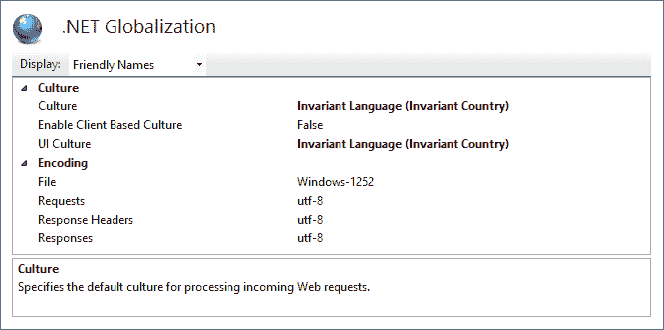 .NET Globalization
Display: Friendly Names
Culture
Culture Invariant Language (Invariant Country)
Enable Client Based Culture False
UI Culture Invariant Language (Invariant Country)
Encoding
File Windows-1252
Requests utf-8
Response Headers utf-8
Responses utf-8
Culture
Specifies the default culture for processing incoming Web requests.